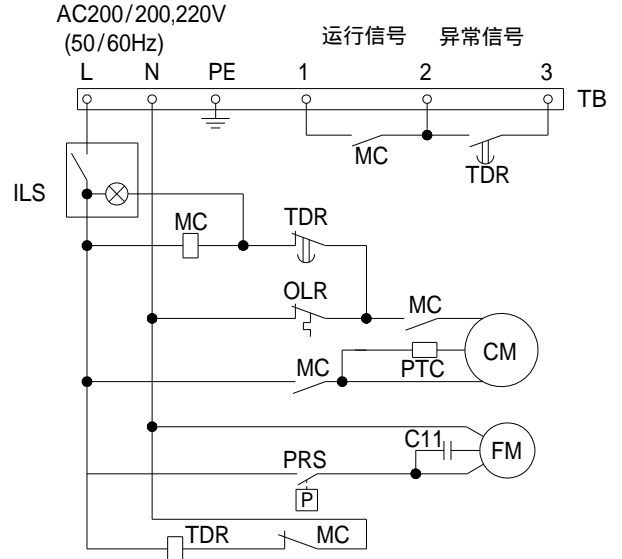 AC200/200,220V
(50/60Hz)
运行信号 异常信号
L N PE 1 2 3
TB
MC
TDR
ILS
MC
TDR
OLR
MC
CM
PTC
MC
C11
FM
PRS
P
TDR
MC